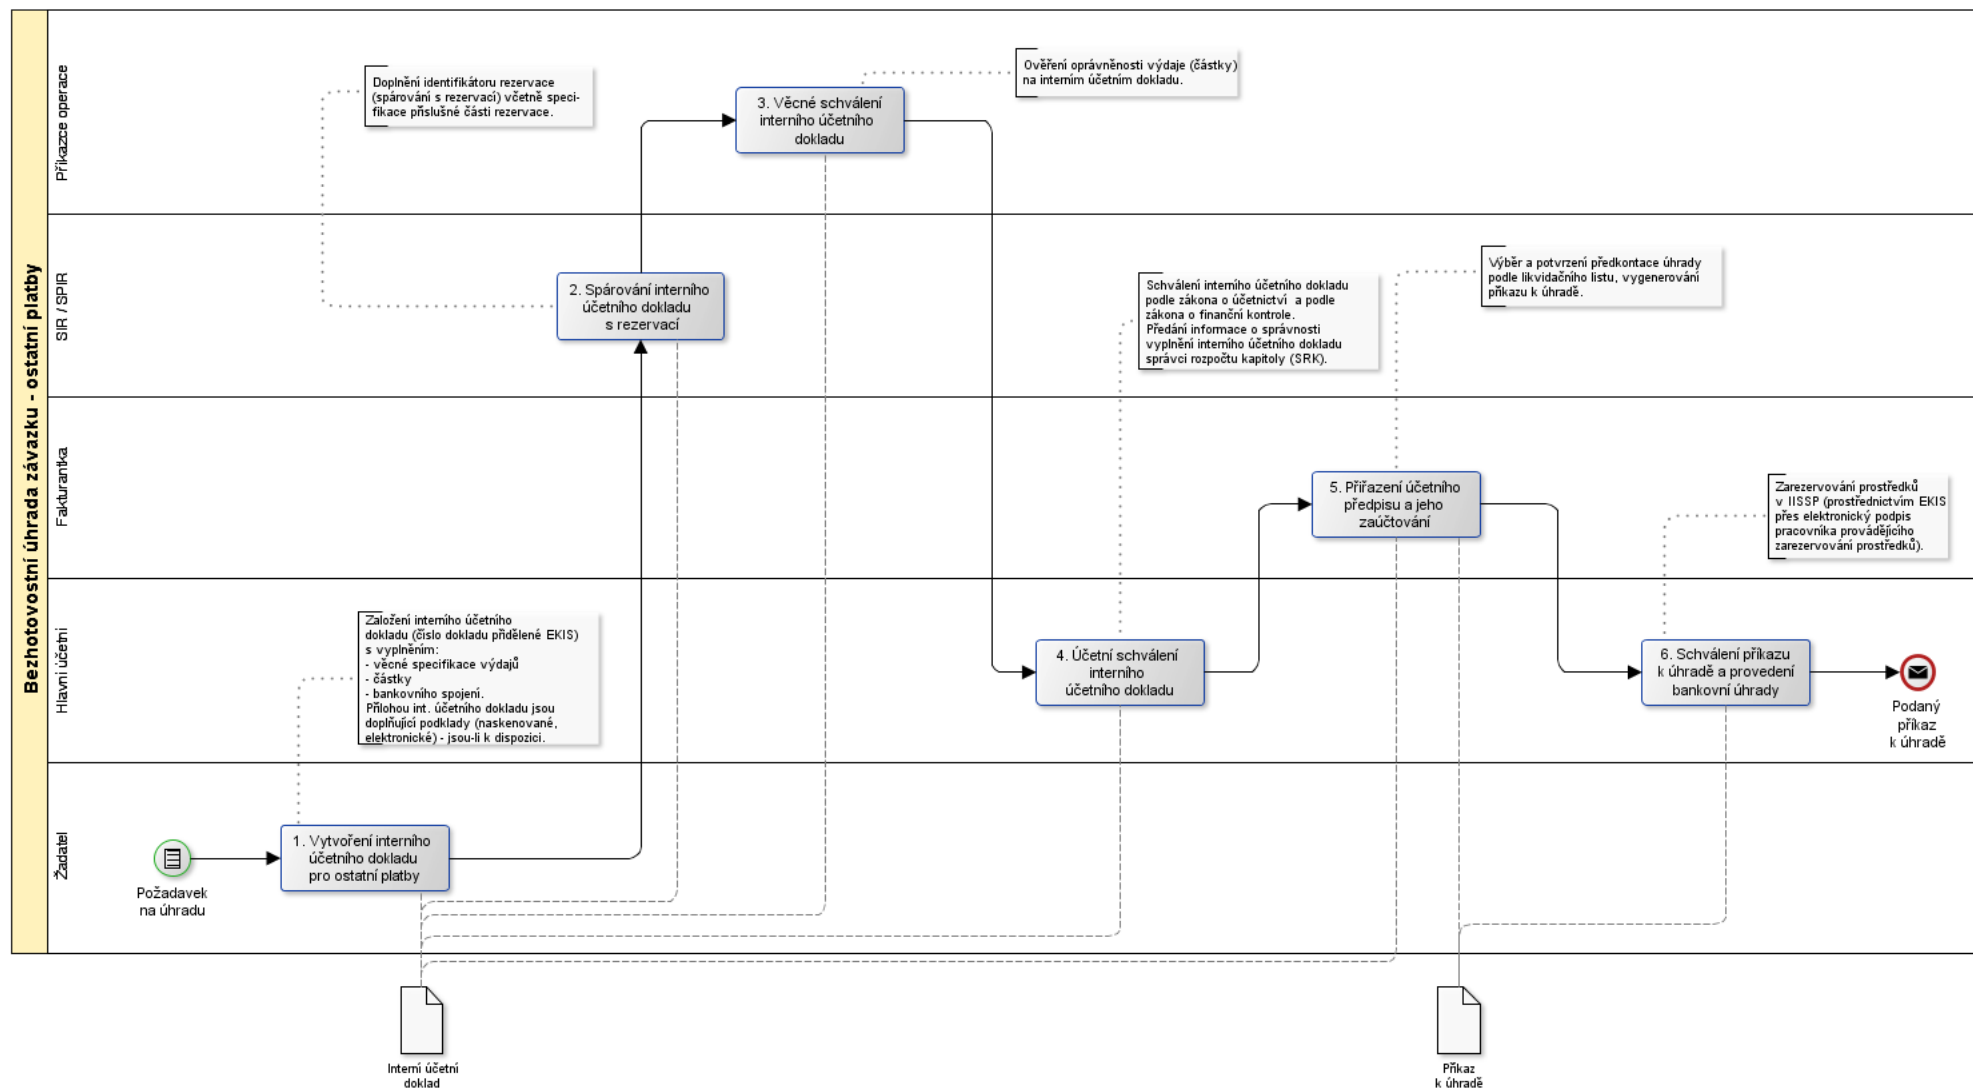 Bezhotovostní úhrada závazku - ostatní platby
Příkazce operace
Doplnění identifikátoru rezervace
(spárování s rezervací) včetně speci-
fikace příslušné části rezervace.
3. Věcné schválení
interního účetního
dokladu
Ověření oprávněnosti výdaje (částky)
na interním účetním dokladu.
SIR / SPIR
2. Spárování interního
účetního dokladu
s rezervací
Schválení interního účetního dokladu
podle zákona o účetnictví a podle
zákona o finanční kontrole.
Předání informace o správnosti
vyplnění interního účetního dokladu
správci rozpočtu kapitoly (SRK).
Výběr a potvrzení předkontace úhrady
podle likvidačního listu, vygenerování
příkazu k úhradě.
Fakturantka
5. Přiřazení účetního
předpisu a jeho
zaúčtování
Zarezervování prostředků
v IISSP (prostřednictvím EKIS
přes elektronický podpis
pracovníka provádějícího
zarezervování prostředků).
Hlavní účetní
Založení interního účetního
dokladu (číslo dokladu přidělené EKIS)
s vyplněním:
- věcné specifikace výdajů
- částky
- bankovního spojení.
Přílohou int. účetního dokladu jsou
doplňující podklady (naskenované,
elektronické) - jsou-li k dispozici.
4. Účetní schválení
interního
účetního dokladu
6. Schválení příkazu
k úhradě a provedení
bankovní úhrady
Podaný
příkaz
k úhradě
Žadatel
Požadavek
na úhradu
1. Vytvoření interního
účetního dokladu
pro ostatní platby
Interní účetní
doklad
Příkaz
k úhradě